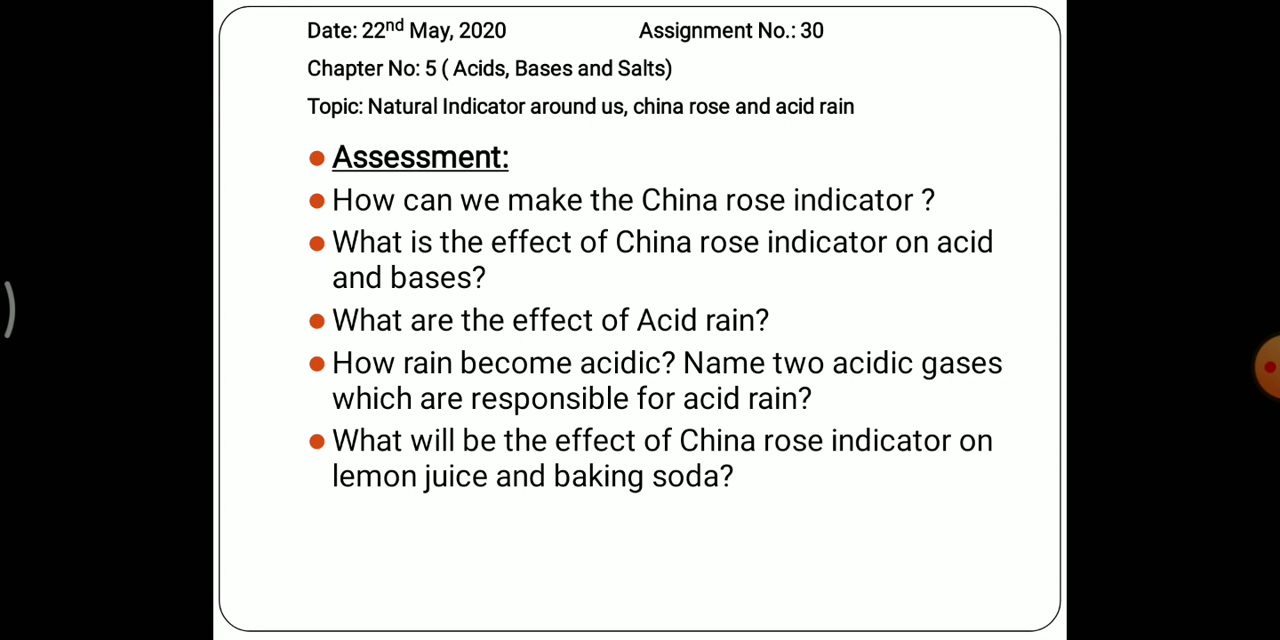 Date: 22nd May, 2020 Assignment No.: 30
Chapter No: 5 ( Acids, Bases and Salts)
Topic: Natural Indicator around us, china rose and acid rain
Assessment:
How can we make the China rose indicator ?
What is the effect of China rose indicator on acid
and bases?
What are the effect of Acid rain?
How rain become acidic? Name two acidic gases
which are responsible for acid rain?
What will be the effect of China rose indicator on
lemon juice and baking soda?